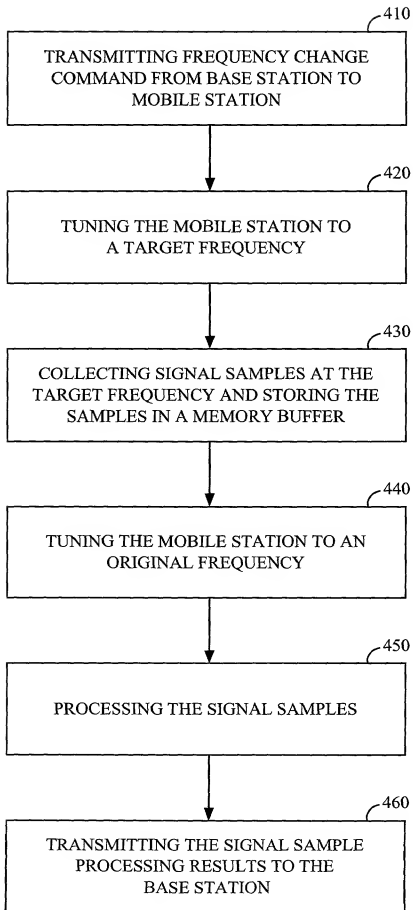 410
TRANSMITTING FREQUENCY CHANGE
COMMAND FROM BASE STATION TO
MOBILE STATION
420
TUNING THE MOBILE STATION TO
A TARGET FREQUENCY
430
COLLECTING SIGNAL SAMPLES AT THE
TARGET FREQUENCY AND STORING THE
SAMPLES IN A MEMORY BUFFER
440
TUNING THE MOBILE STATION TO AN
ORIGINAL FREQUENCY
450
PROCESSING THE SIGNAL SAMPLES
460
TRANSMITTING THE SIGNAL SAMPLE
PROCESSING RESULTS TO THE
BASE STATION